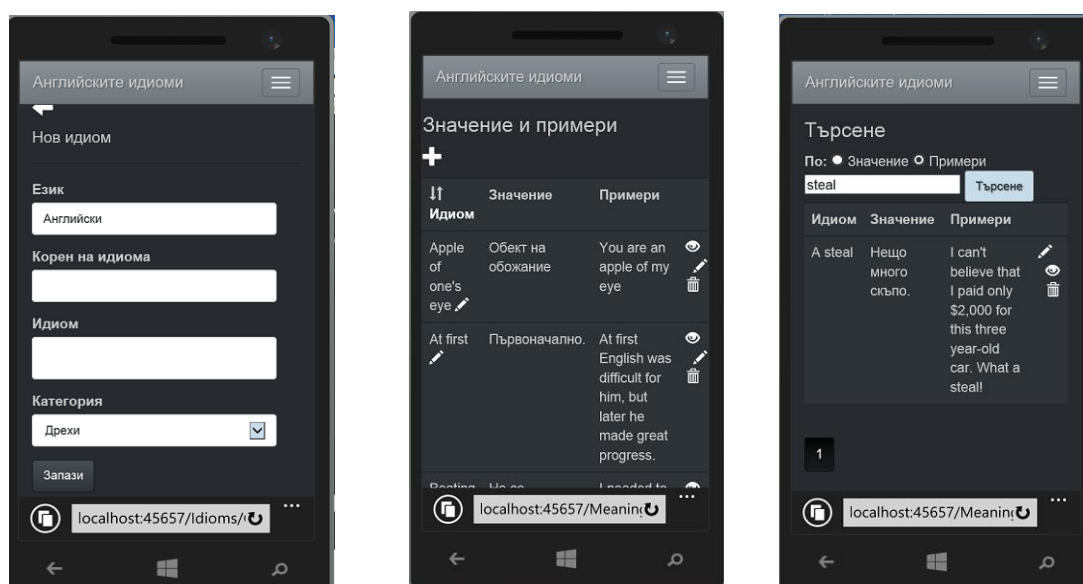 Английските идиоми
Нов идиом
Език
Английски
Корен на идиома
Идиом
Категория
Дрехи
Запази
localhost:45657/Idioms/
Английските идиоми
Значение и примери
Идиом Значение Примери
Apple Обект на You are an
of обожание apple of my
one's eye
eye
At first Първоначално. At first
English was
difficult for
him, but
later he
made great
progress.
I needed to
localhost:45657/Meaning
Английските идиоми
Търсене
По: Значение Примери
steal Търсене
Идиом Значение Примери
A steal Нещо I can't
много believe that
скъпо. I paid only
$2,000 for
this three
year-old
car. What a
steal!
1
localhost:45657/Meaning